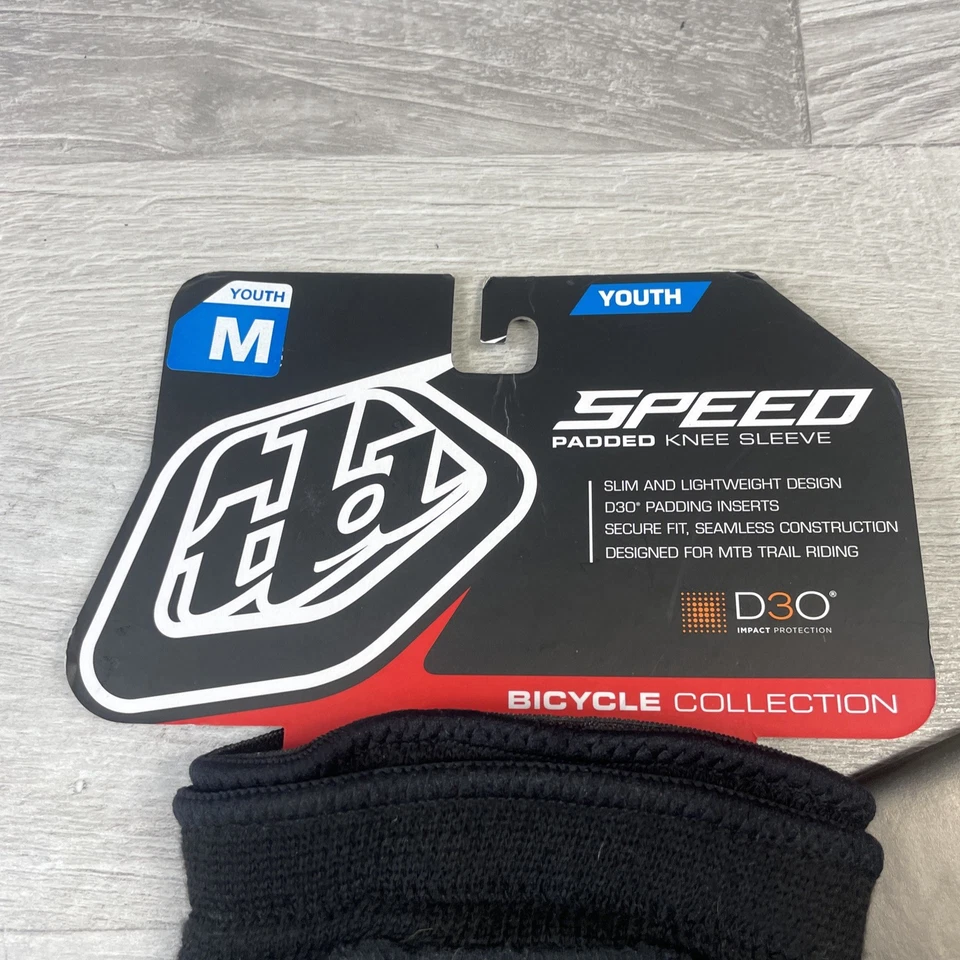 YOUTH
M
YOUTH
tld
SPEED
PADDED KNEE SLEEVE
SLIM AND LIGHTWEIGHT DESIGN
D3O® PADDING INSERTS
SECURE FIT, SEAMLESS CONSTRUCTION
DESIGNED FOR MTB TRAIL RIDING
D3O®
IMPACT PROTECTION
BICYCLE COLLECTION